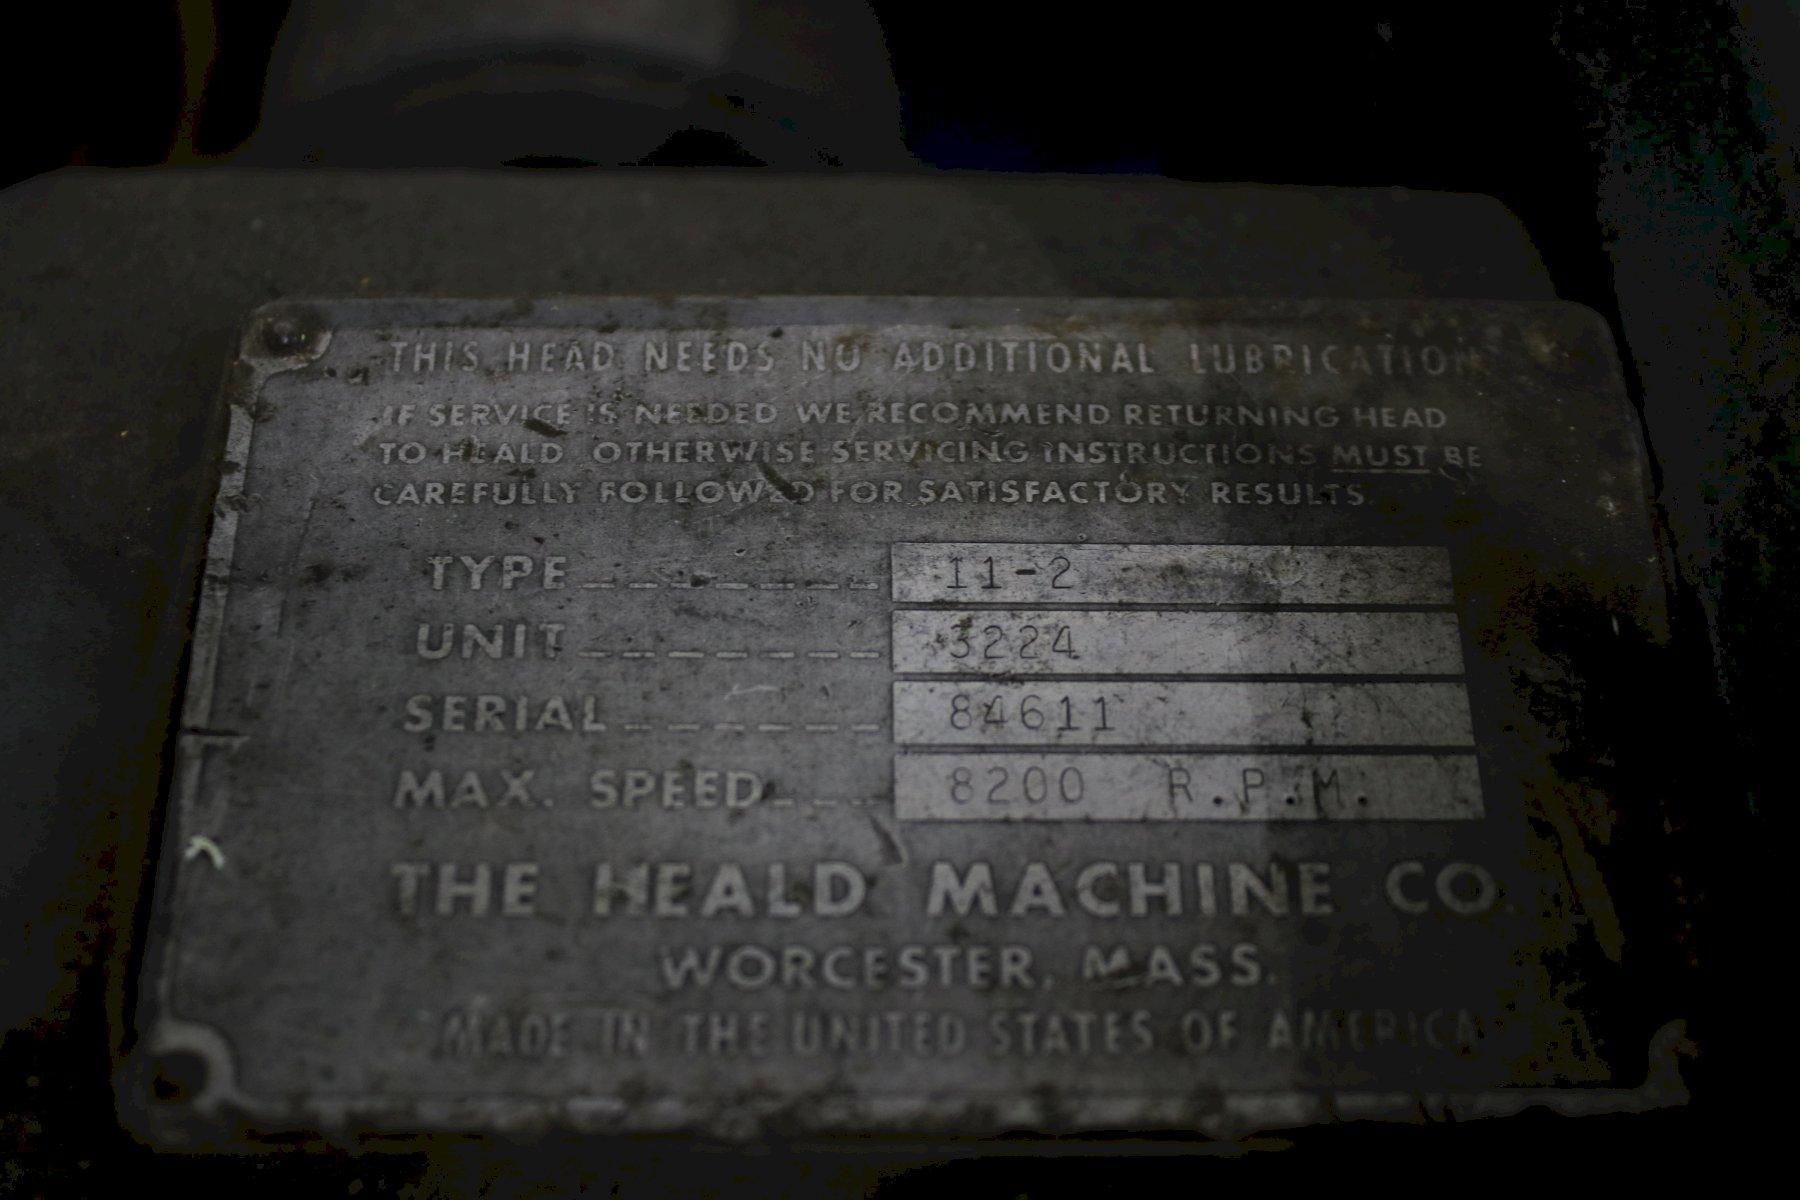 THIS HEAD NEEDS NO ADDITIONAL LUBRICATION
IF SERVICE IS NEEDED WE RECOMMEND RETURNING HEAD
TO HEALD. OTHERWISE SERVICING INSTRUCTIONS MUST BE
CAREFULLY FOLLOWED FOR SATISFACTORY RESULTS.
TYPE I1-2
UNIT 3224
SERIAL 84611
MAX. SPEED 8200 R.P.M.
THE HEALD MACHINE CO.
WORCESTER, MASS.
MADE IN THE UNITED STATES OF AMERICA